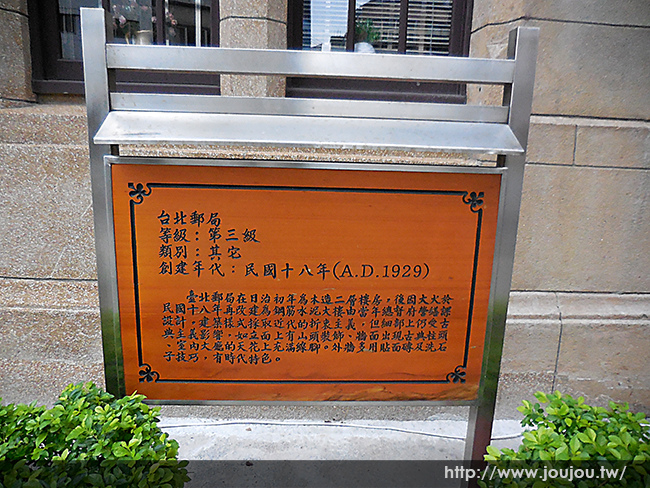 台北郵局
等級：第三級
類別：其它
創建年代：民國十八年(A.D.1929)
臺北郵局在日治初年為木造二層樓房，後因大火於
民國十八年再改建為鋼筋水泥大樓由當年總督府營繕課
設計。建築樣式採取近代的折衷主義，但細部上仍受古
典主義影響，如立面上有山頭裝飾、牆面出現古典柱頭
、室內大廳的天花上充滿線腳。外牆多用貼面磚及洗石
子技巧，有時代特色。
http://www.joujou.tw/